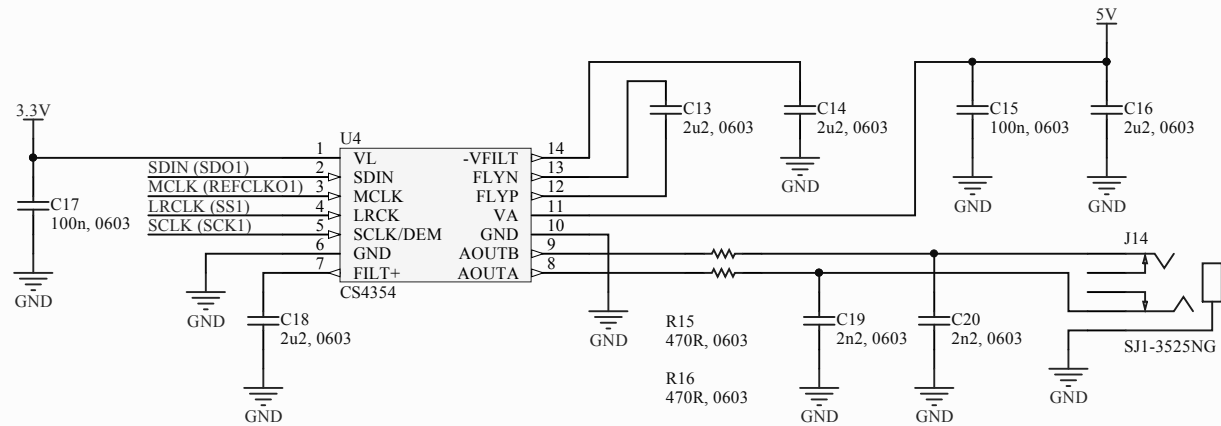 5V
3.3V
C13
2u2, 0603
C14
2u2, 0603
C15
100n, 0603
C16
2u2, 0603
GND
GND
GND
U4
1
VL
2
SDIN
3
MCLK
4
LRCK
5
SCLK/DEM
6
GND
7
FILT+
14
-VFILT
13
FLYN
12
FLYP
11
VA
10
GND
9
AOUTB
8
AOUTA
CS4354
SDIN (SDO1)
MCLK (REFCLKO1)
LRCLK (SS1)
SCLK (SCK1)
C17
100n, 0603
GND
GND
C18
2u2, 0603
GND
GND
R15
470R, 0603
R16
470R, 0603
C19
2n2, 0603
C20
2n2, 0603
GND
GND
GND
J14
SJ1-3525NG